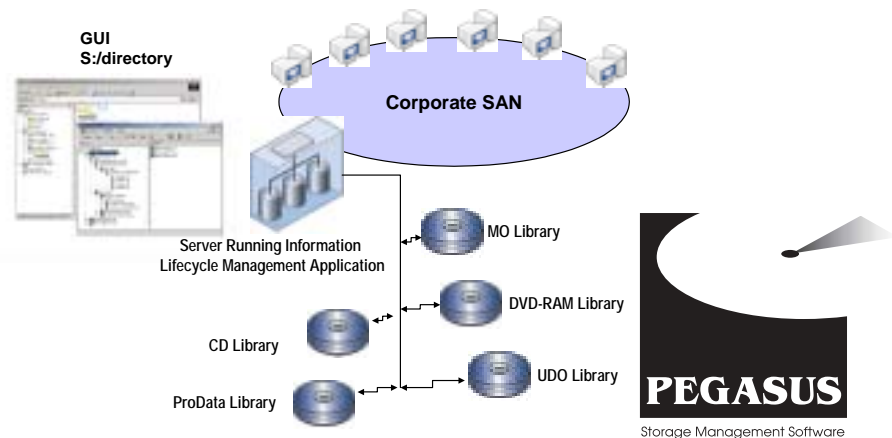 GUI
S:/directory
Corporate SAN
Server Running Information
Lifecycle Management Application
MO Library
DVD-RAM Library
CD Library
UDO Library
ProData Library
PEGASUS
Storage Management Software